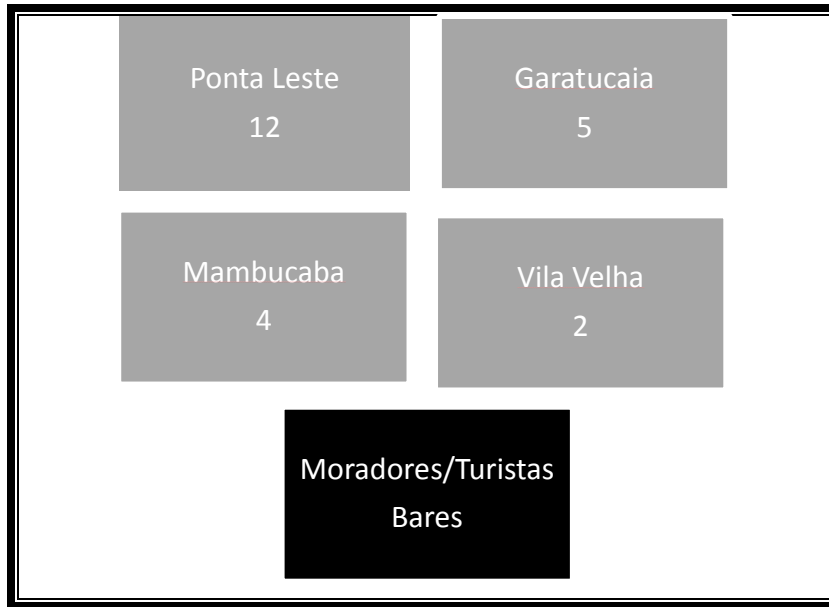 Ponta Leste
12
Garatucaia
5
Mambucaba
4
Vila Velha
2
Moradores/Turistas
Bares